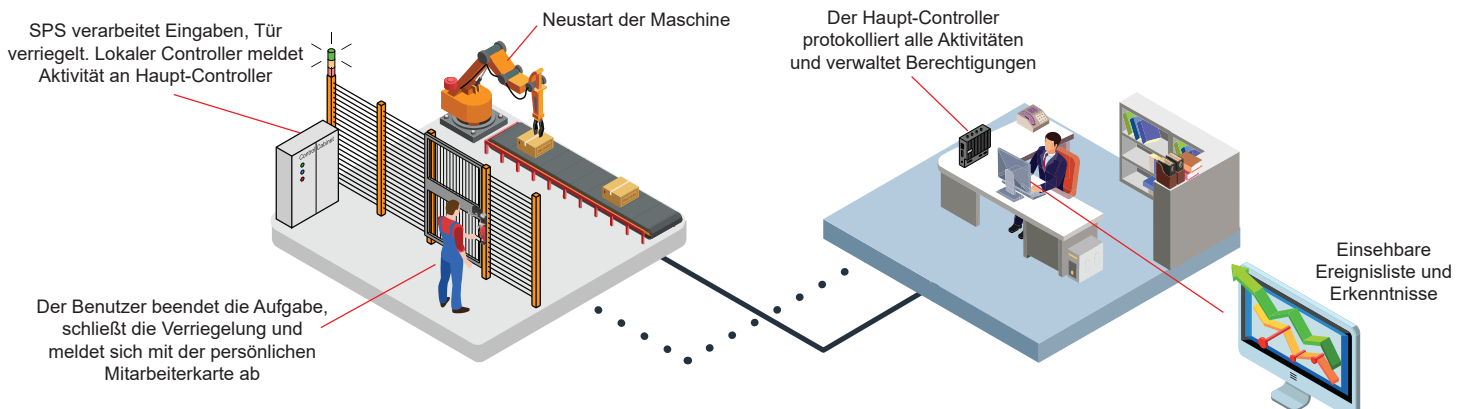 SPS verarbeitet Eingaben, Tür
verriegelt. Lokaler Controller meldet
Aktivität an Haupt-Controller
Neustart der Maschine
Der Haupt-Controller
protokolliert alle Aktivitäten
und verwaltet Berechtigungen
Control Cabinet
Einsehbare
Ereignisliste und
Erkenntnisse
Der Benutzer beendet die Aufgabe,
schließt die Verriegelung und
meldet sich mit der persönlichen
Mitarbeiterkarte ab